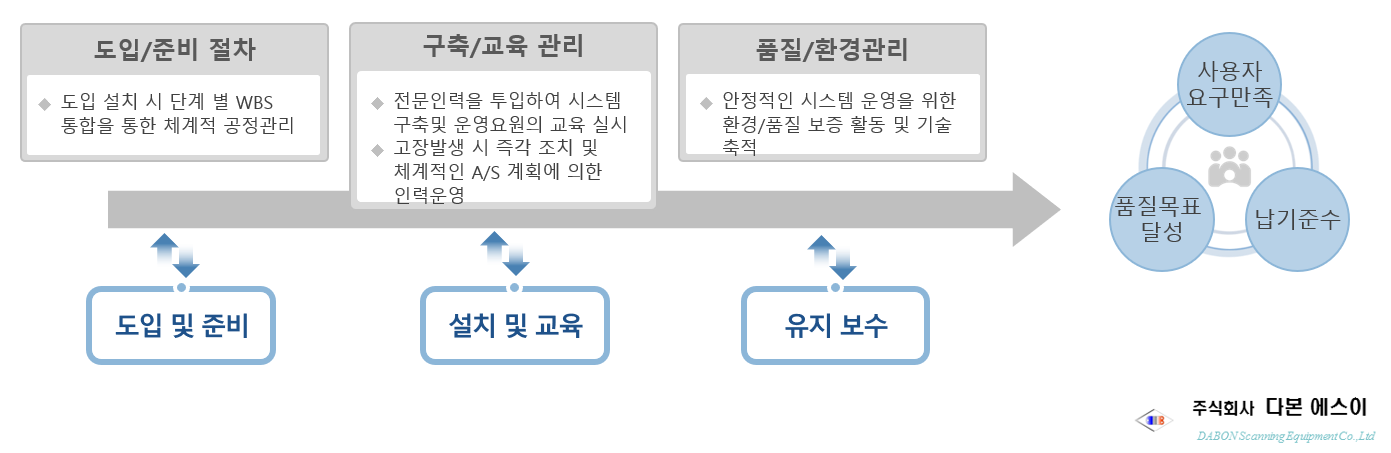 도입/준비 절차
도입 설치 시 단계 별 WBS
통합을 통한 체계적 공정관리
구축/교육 관리
전문인력을 투입하여 시스템
구축및 운영요원의 교육 실시
고장발생 시 즉각 조치 및
체계적인 A/S 계획에 의한
인력운영
품질/환경관리
안정적인 시스템 운영을 위한
환경/품질 보증 활동 및 기술
축적
사용자
요구만족
품질목표
달성
납기준수
도입 및 준비
설치 및 교육
유지 보수
주식회사 다본 에스이
DABON Scanning Equipment Co.,Ltd